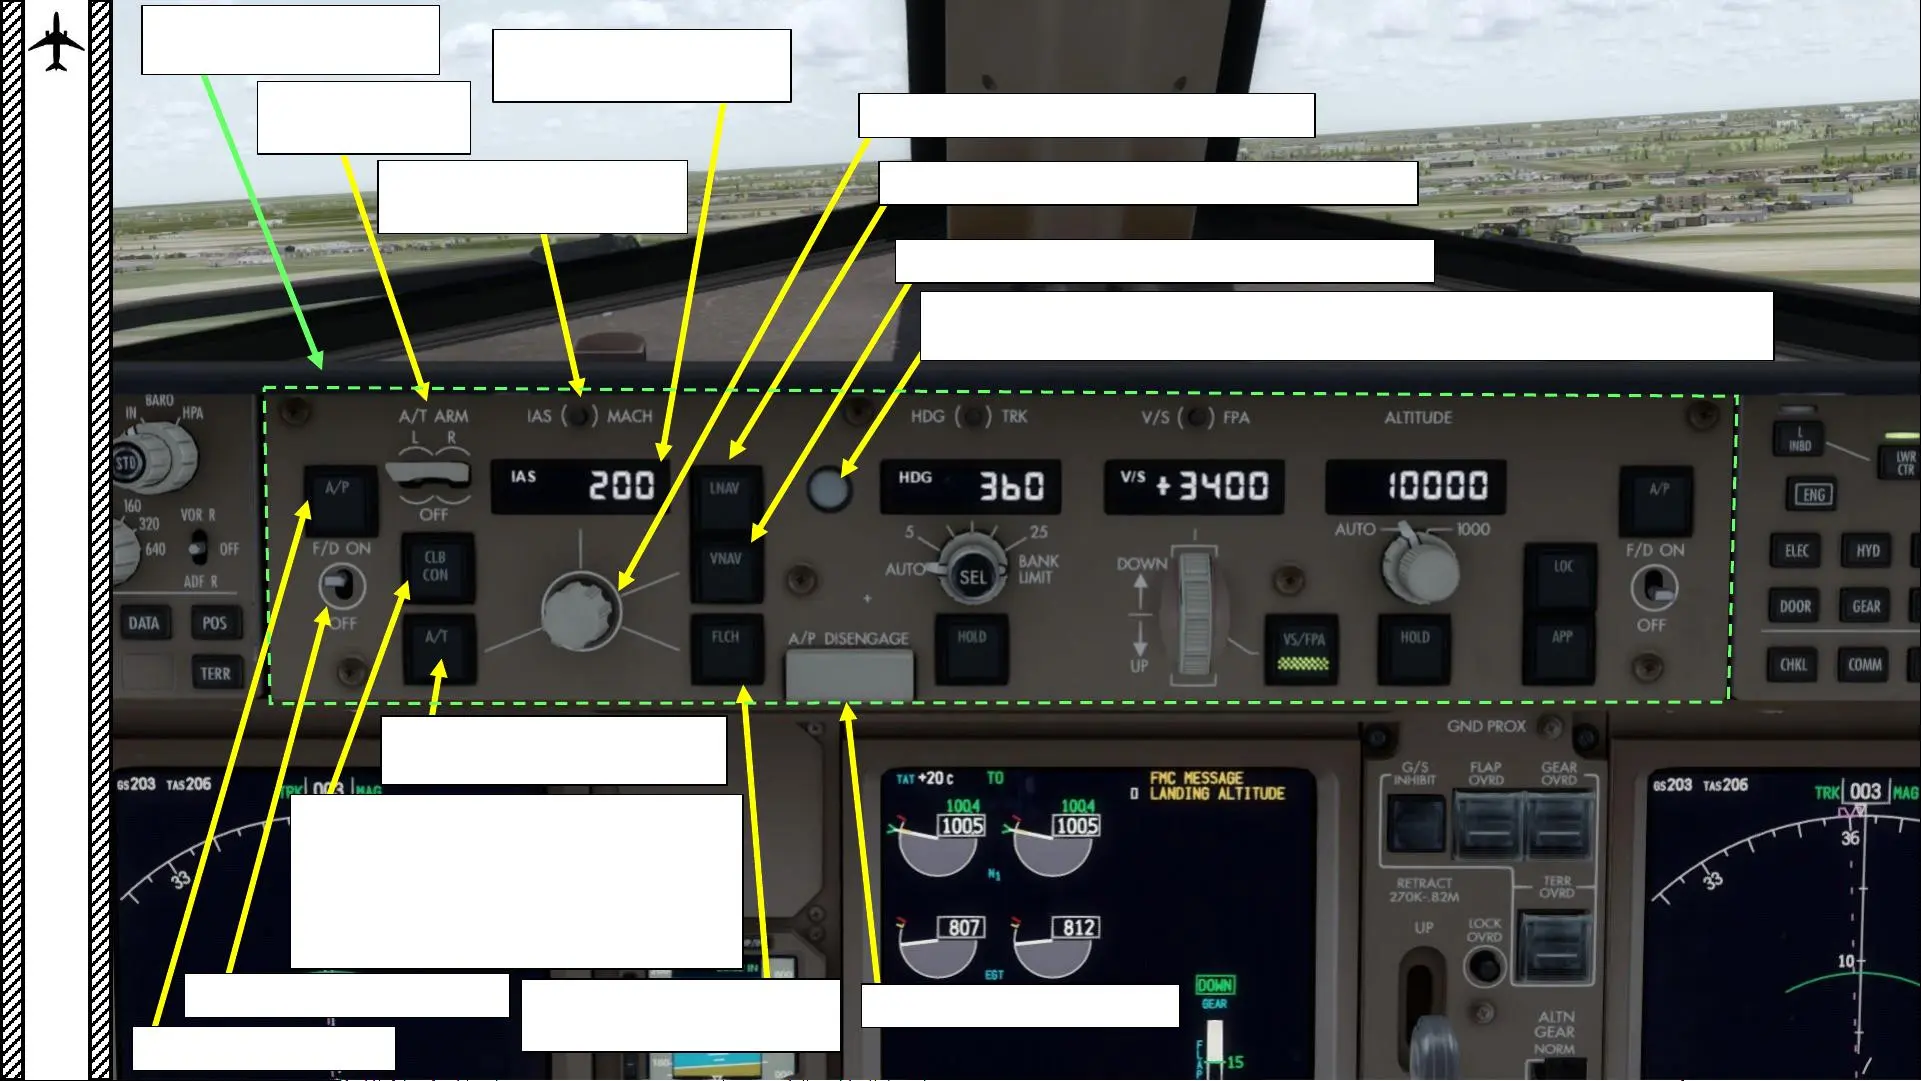 BARO
IN
HPA
STD
160
320
640
VOR R
OFF
ADF R
DATA
POS
TERR
A/T ARM
L R
OFF
A/P
F/D ON
OFF
CLB
CON
A/T
IAS ( ) MACH
IAS 200
LNAV
VNAV
FLCH
A/P DISENGAGE
HDG ( ) TRK
HDG 360
5
25
AUTO
SEL
BANK
LIMIT
HOLD
V/S ( ) FPA
V/S +3400
DOWN
UP
VS/FPA
ALTITUDE
10000
AUTO
1000
HOLD
LOC
APP
A/P
F/D ON
OFF
L
INBD
LWR
CTR
ENG
ELEC
HYD
DOOR
GEAR
CHKL
COMM
GS203 TAS206
TRK 003 MAG
33
TAT +20 c
TO
FMC MESSAGE
LANDING ALTITUDE
100.4
100.4
100.5
100.5
N1
807
812
EGT
DOWN
GEAR
FLAP
15
GND PROX
G/S
INHIBIT
FLAP
OVRD
GEAR
OVRD
RETRACT
270K-.82M
TERR
OVRD
UP
LOCK
OVRD
ALTN
GEAR
NORM
GS203 TAS206
TRK 003 MAG
36
33
10